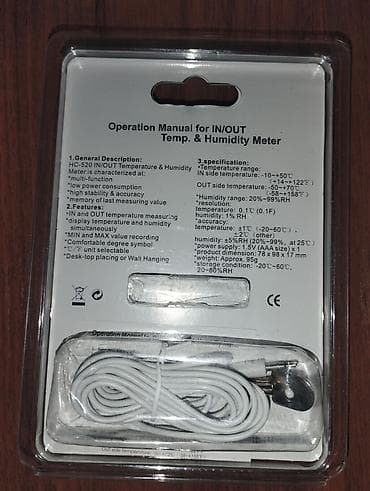 Operation Manual for IN/OUT
Temp. & Humidity Meter
1.General Description:
HC-520 IN/OUT Temperature & Humidity
Meter is characterized at:
*multi-function
*low power consumption
*high stability & accuracy
*memory of last measuring value
2.Features:
•IN and OUT temperature measuring
*display temperature and humidity
simultaneously
*MIN and MAX value recording
*Comfortable degree symbol
*℃/℉ unit selectable
*Desk-top placing or Wall Hanging
3.specification:
*Temperature range:
IN side temperature: -10~+50℃
(+14~+122℉)
OUT side temperature: -50~+70℃
(-58~+158℉)
*Humidity range: 20%~99%RH
*resolution:
temperature: 0.1℃ (0.1F)
humidity: 1% RH
*accuracy:
temperature: ±1℃ (-20~60℃),
±2℃ (other)
humidity: ±5%RH (20%~99%, at 25℃)
*power supply: 1.5V (AAA size) x 1
*product dimension: 78 x 98 x 17 mm
*weight: Approx. 95g
*storage condition: -20℃~60℃,
20~80%RH
CE
Operation